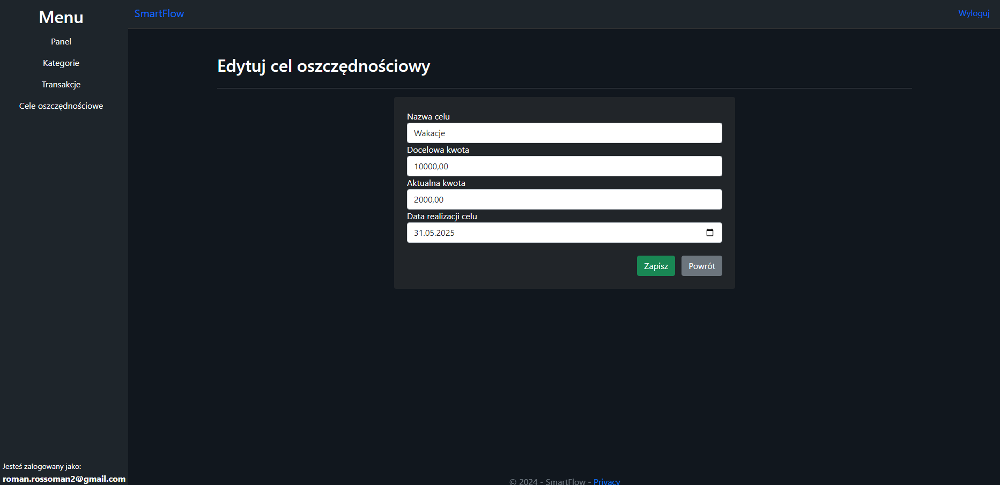 Menu
Panel
Kategorie
Transakcje
Cele oszczędnościowe
Jesteś zalogowany jako:
roman.rossoman2@gmail.com
SmartFlow
Wyloguj
Edytuj cel oszczędnościowy
Nazwa celu
Wakacje
Docelowa kwota
10000,00
Aktualna kwota
2000,00
Data realizacji celu
31.05.2025
Zapisz
Powrót
© 2024 - SmartFlow - Privacy